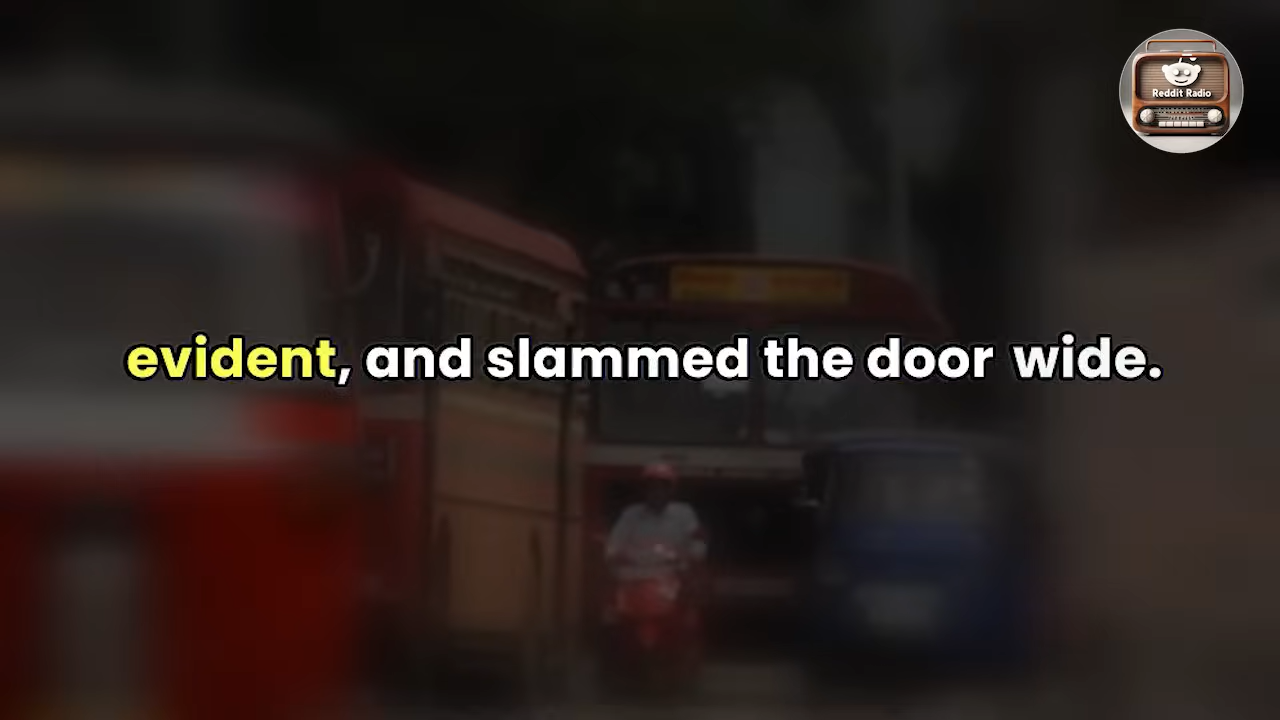 Reddit Radio
evident, and slammed the door wide.